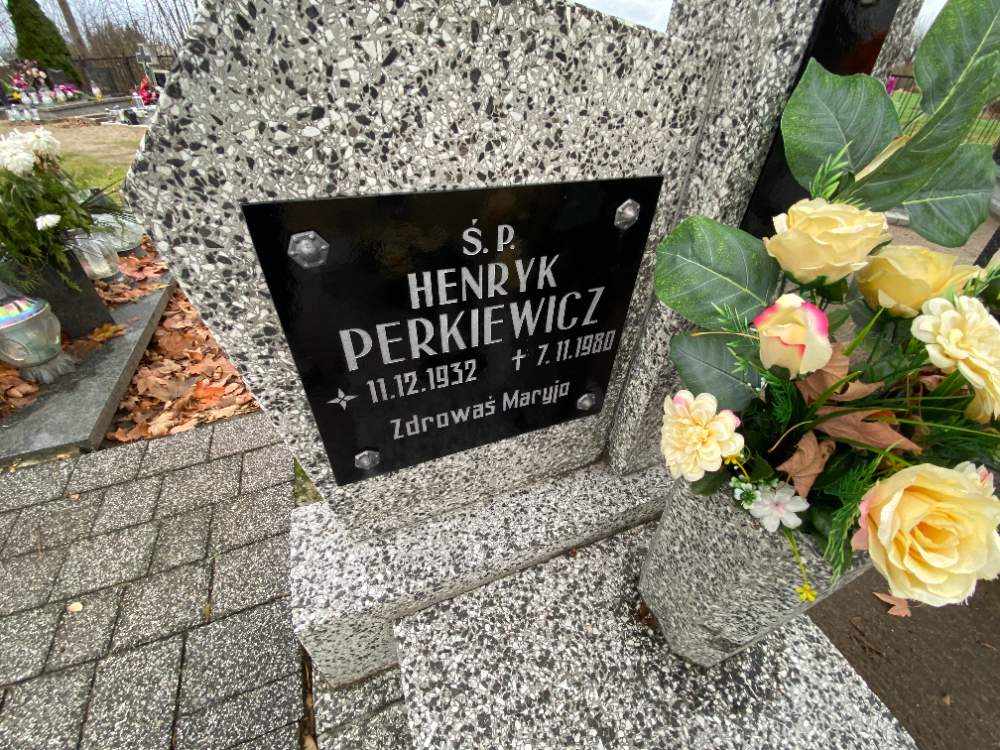 Ś. P.
HENRYK
PERKIEWICZ
11.12.1932 † 7.11.1980
Zdrowaś Maryjo